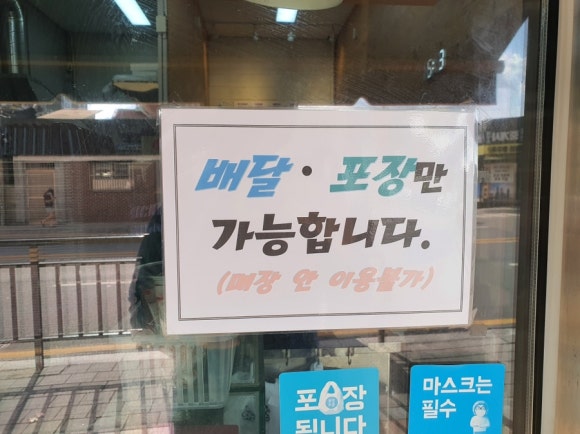 배달·포장만
가능합니다.
(매장 안 이용불가)
포장
됩니다
마스크는
필수